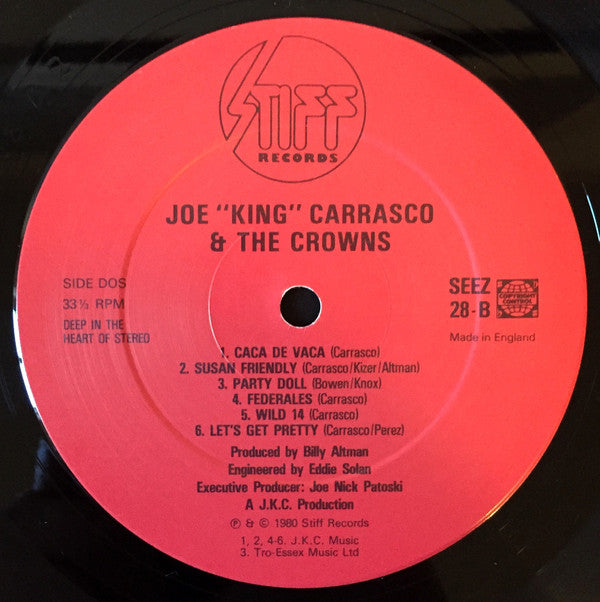 STIFF
RECORDS
JOE "KING" CARRASCO
& THE CROWNS
SIDE DOS
33⅓ RPM
DEEP IN THE
HEART OF STEREO
SEEZ
28-B
COPYRIGHT
CONTROL
Made in England
1. CACA DE VACA (Carrasco)
2. SUSAN FRIENDLY (Carrasco/Kizer/Altman)
3. PARTY DOLL (Bowen/Knox)
4. FEDERALES (Carrasco)
5. WILD 14 (Carrasco)
6. LET'S GET PRETTY (Carrasco/Perez)
Produced by Billy Altman
Engineered by Eddie Solan
Executive Producer: Joe Nick Patoski
A J.K.C. Production
℗ & © 1980 Stiff Records
1, 2, 4-6. J.K.C. Music
3. Tro-Essex Music Ltd